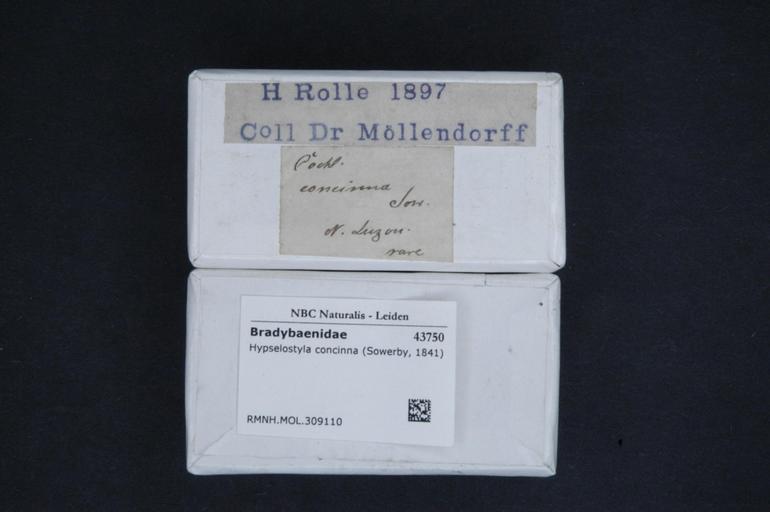 H Rolle 1897
Coll Dr Möllendorff
Cochl.
concinna
Sow.
N. Luzon.
rare
NBC Naturalis - Leiden
Bradybaenidae 43750
Hypselostyla concinna (Sowerby, 1841)
RMNH.MOL.309110